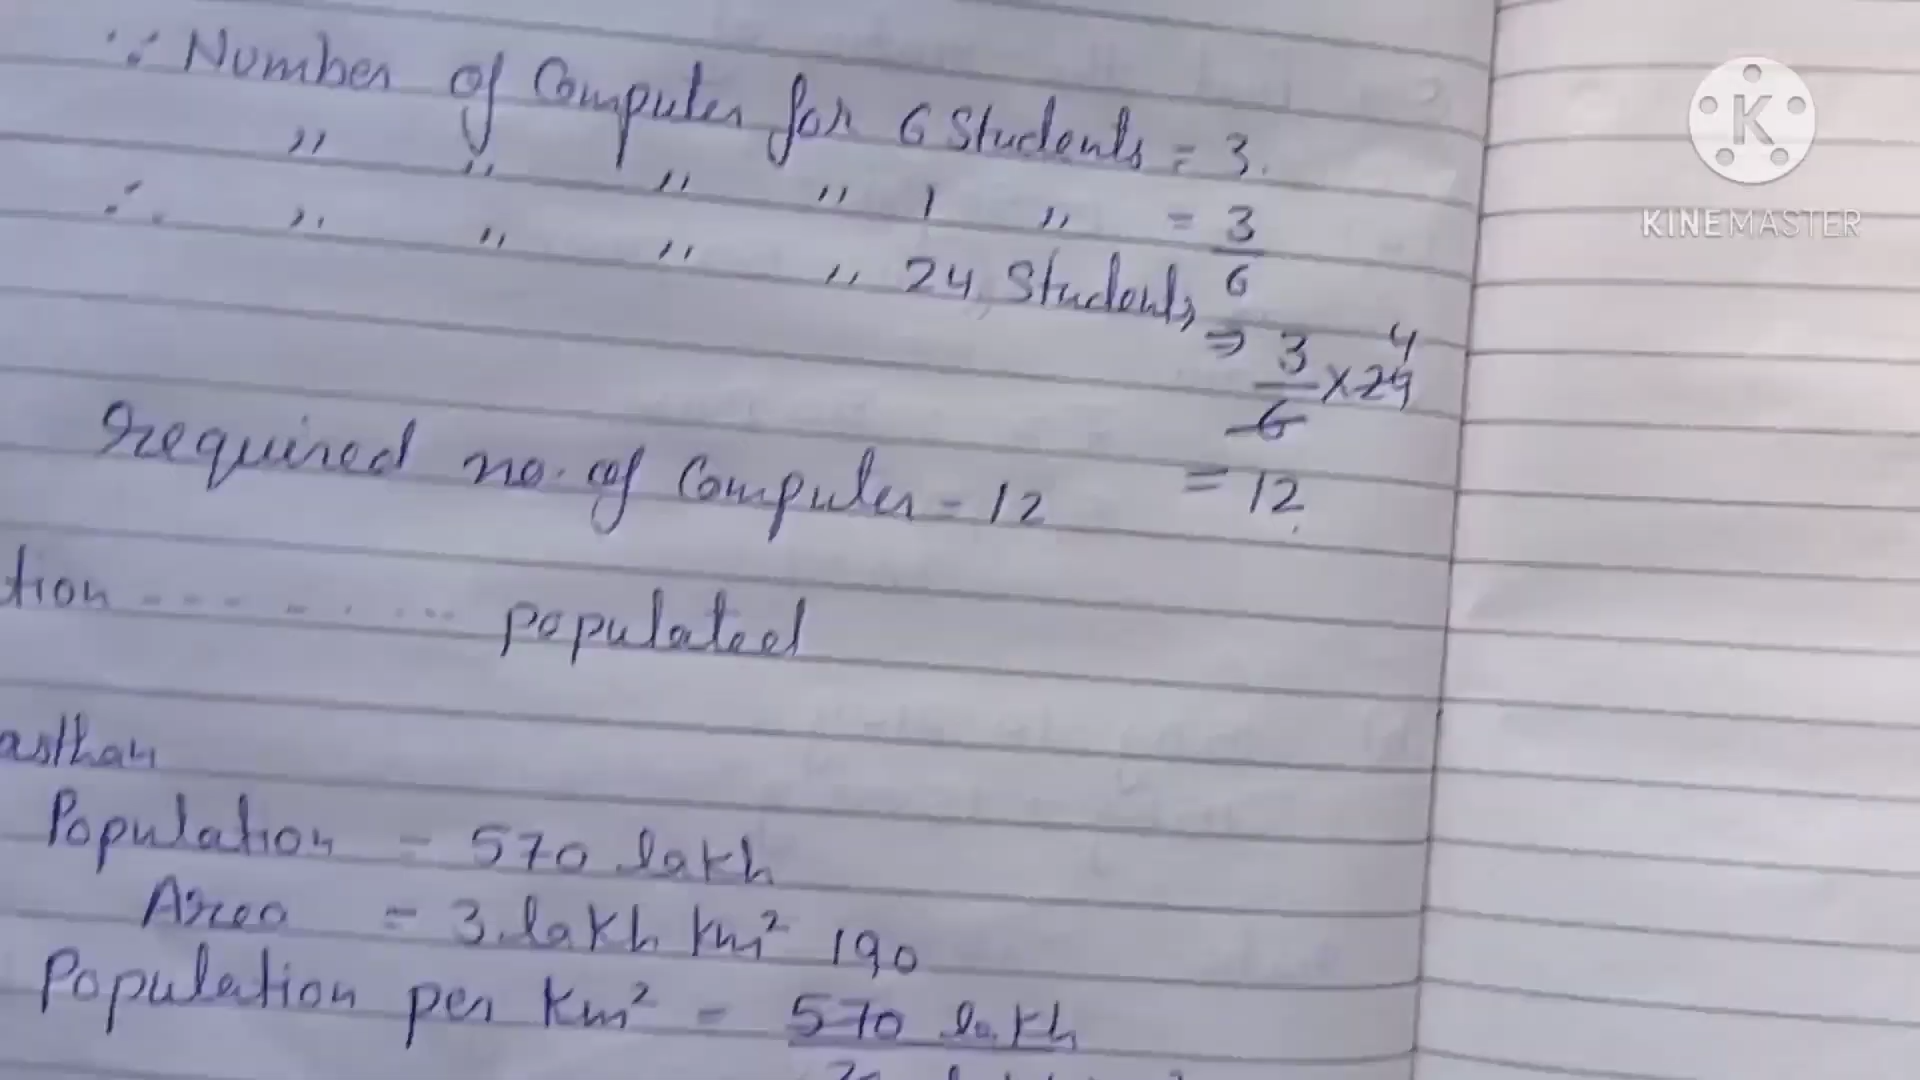 ∵ Number of Computer for 6 Students = 3.
" " " " 1 " = 3/6
∴ " " " " 24 Students
⇒ 3/6 × 24 4
= 12.
required no. of Computer - 12
tion - - - - . - - - populated
asthan
Population = 570 lakh
Area = 3 lakh km² 190
Population per Km² = 570 lakh
K
KINEMASTER